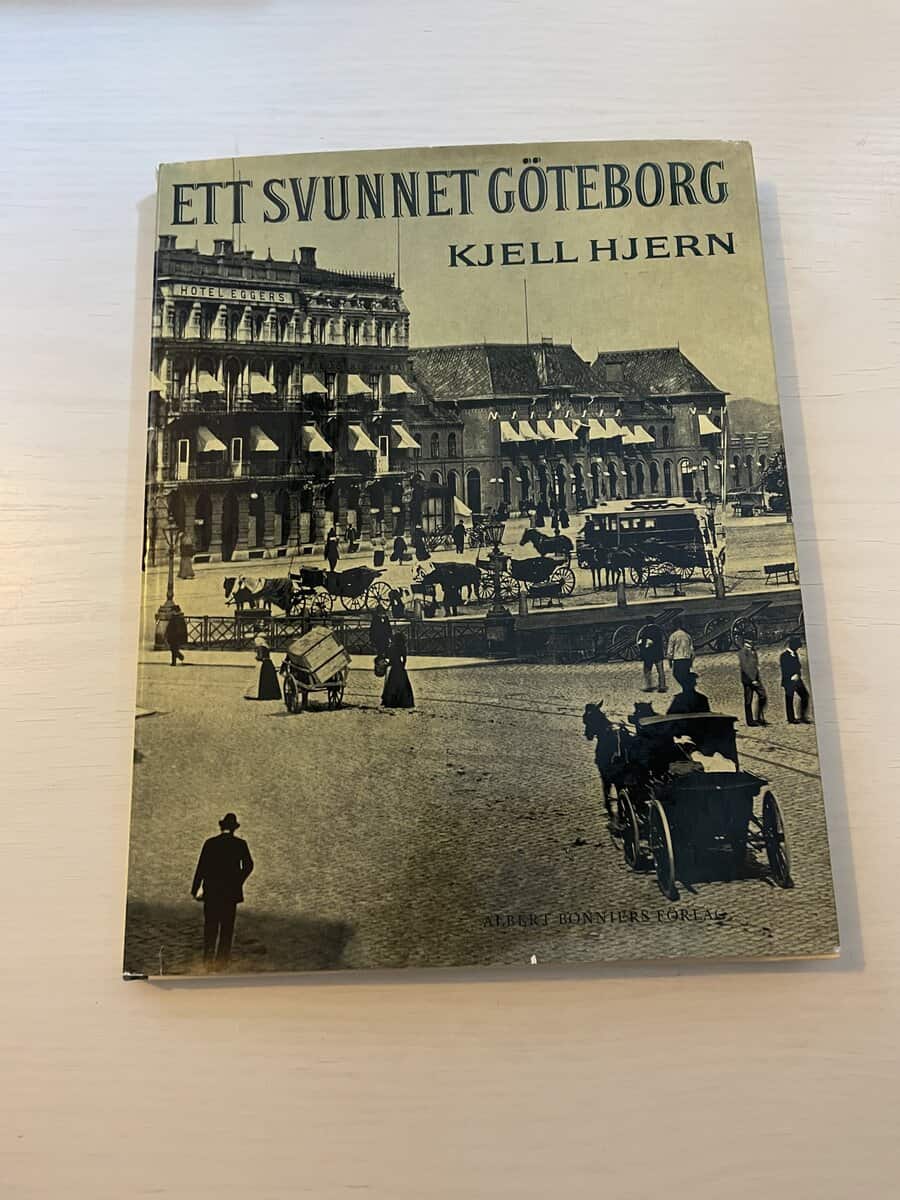 ETT SVUNNET GÖTEBORG
KJELL HJERN
HOTEL EGGERS
ALBERT BONNIERS FÖRLAG